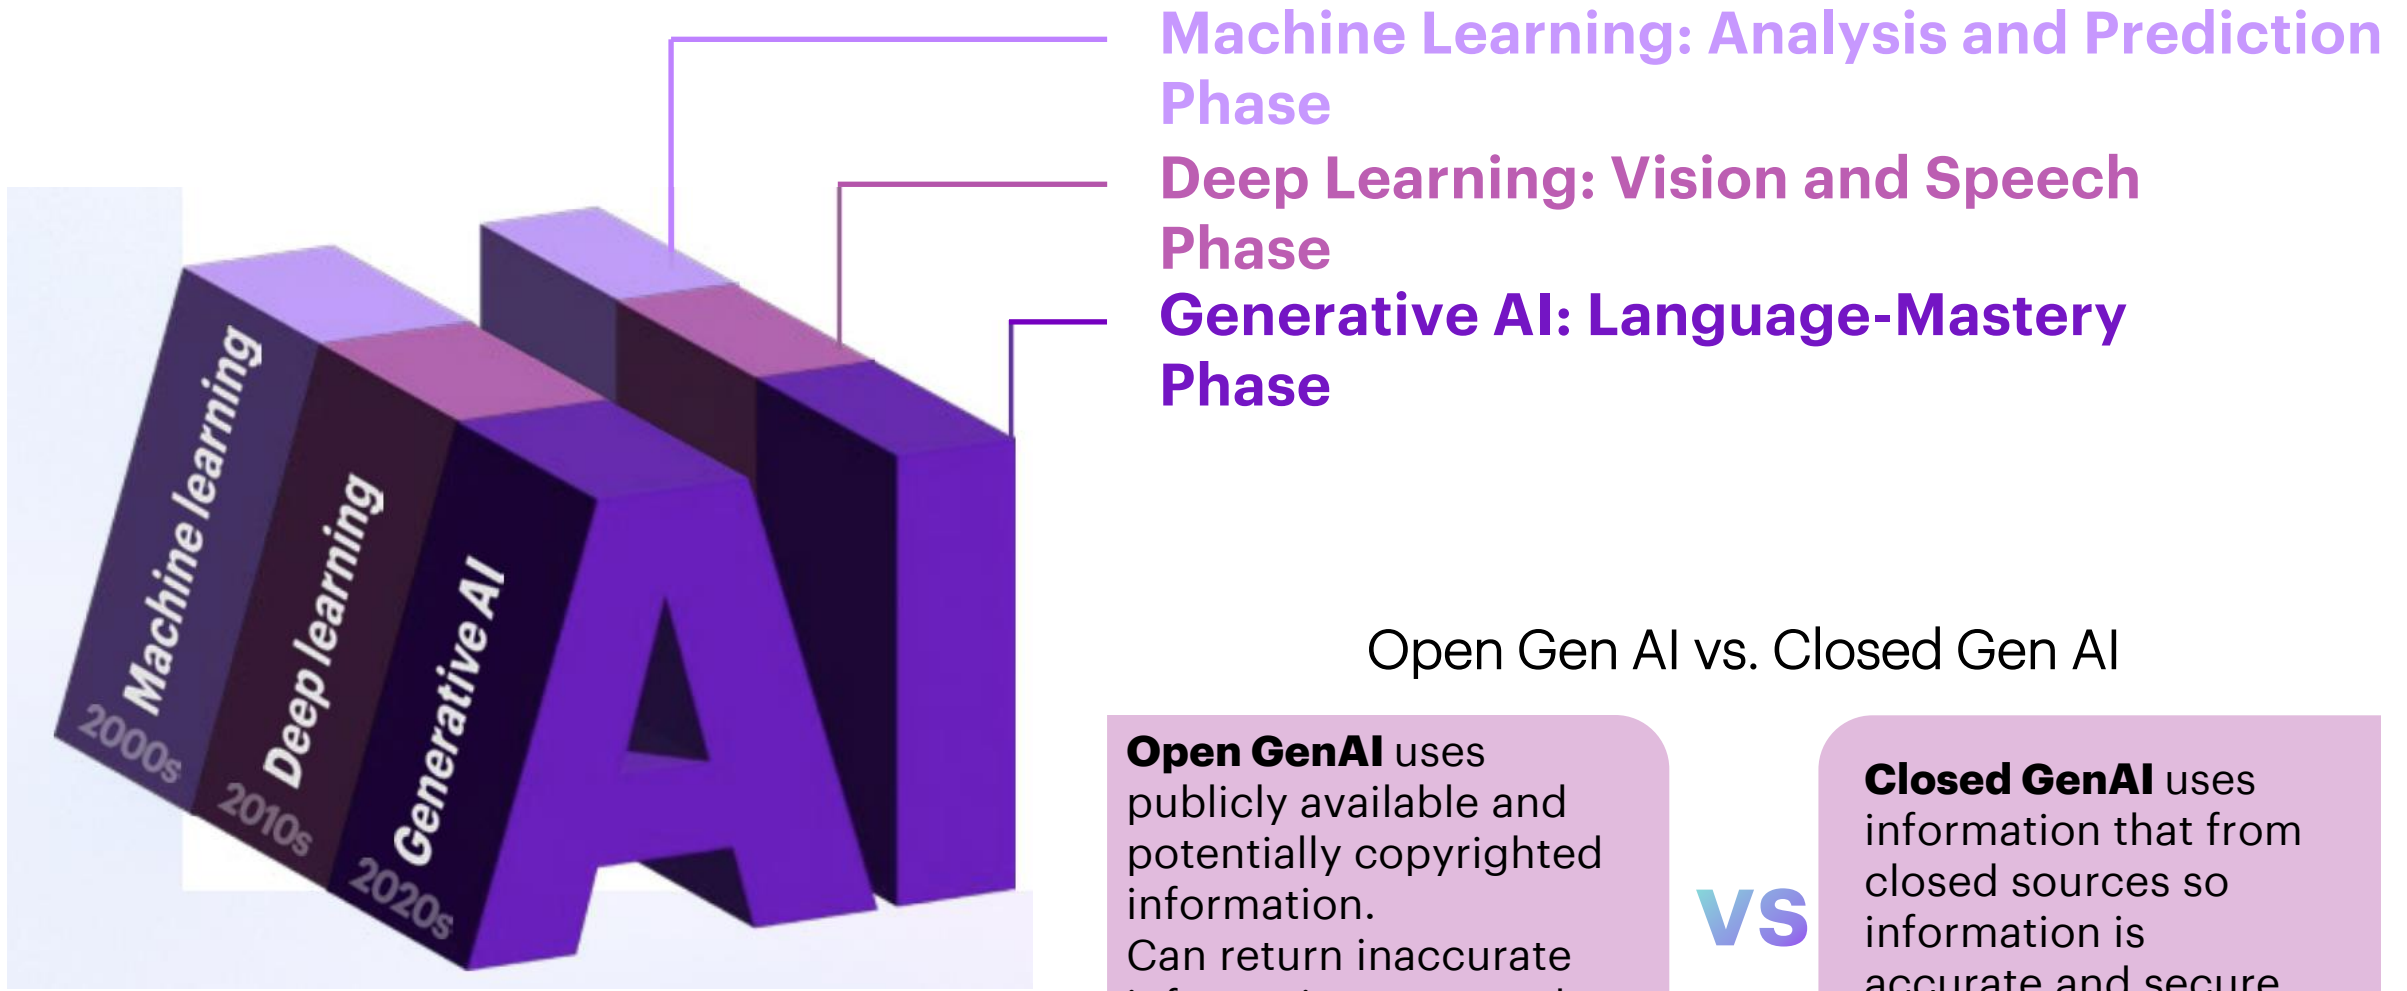 Machine Learning: Analysis and Prediction
Phase
Deep Learning: Vision and Speech
Phase
Generative AI: Language-Mastery
Phase
Machine learning
2000s
Deep learning
2010s
Generative AI
2020s
AI
Open Gen AI vs. Closed Gen AI
Open GenAI uses
publicly available and
potentially copyrighted
information.
Can return inaccurate
vs
Closed GenAI uses
information that from
closed sources so
information is
accurate and secure